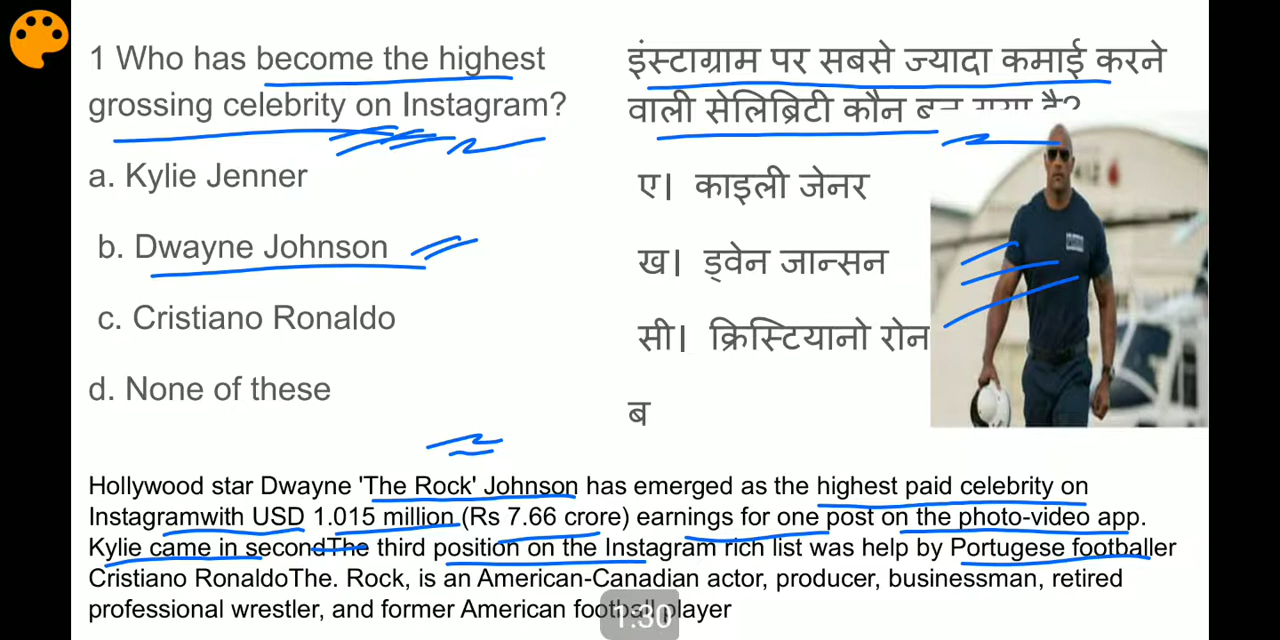 1 Who has become the highest
grossing celebrity on Instagram?
a. Kylie Jenner
b. Dwayne Johnson
c. Cristiano Ronaldo
d. None of these
इंस्टाग्राम पर सबसे ज्यादा कमाई करने
वाली सेलिब्रिटी कौन
ए। काइली जेनर
ख। ड्वेन जान्सन
सी। क्रिस्टियानो रोन
ब
Hollywood star Dwayne 'The Rock' Johnson has emerged as the highest paid celebrity on
Instagramwith USD 1.015 million (Rs 7.66 crore) earnings for one post on the photo-video app.
Kylie came in secondThe third position on the Instagram rich list was help by Portugese footballer
Cristiano RonaldoThe. Rock, is an American-Canadian actor, producer, businessman, retired
professional wrestler, and former American football player
1:30